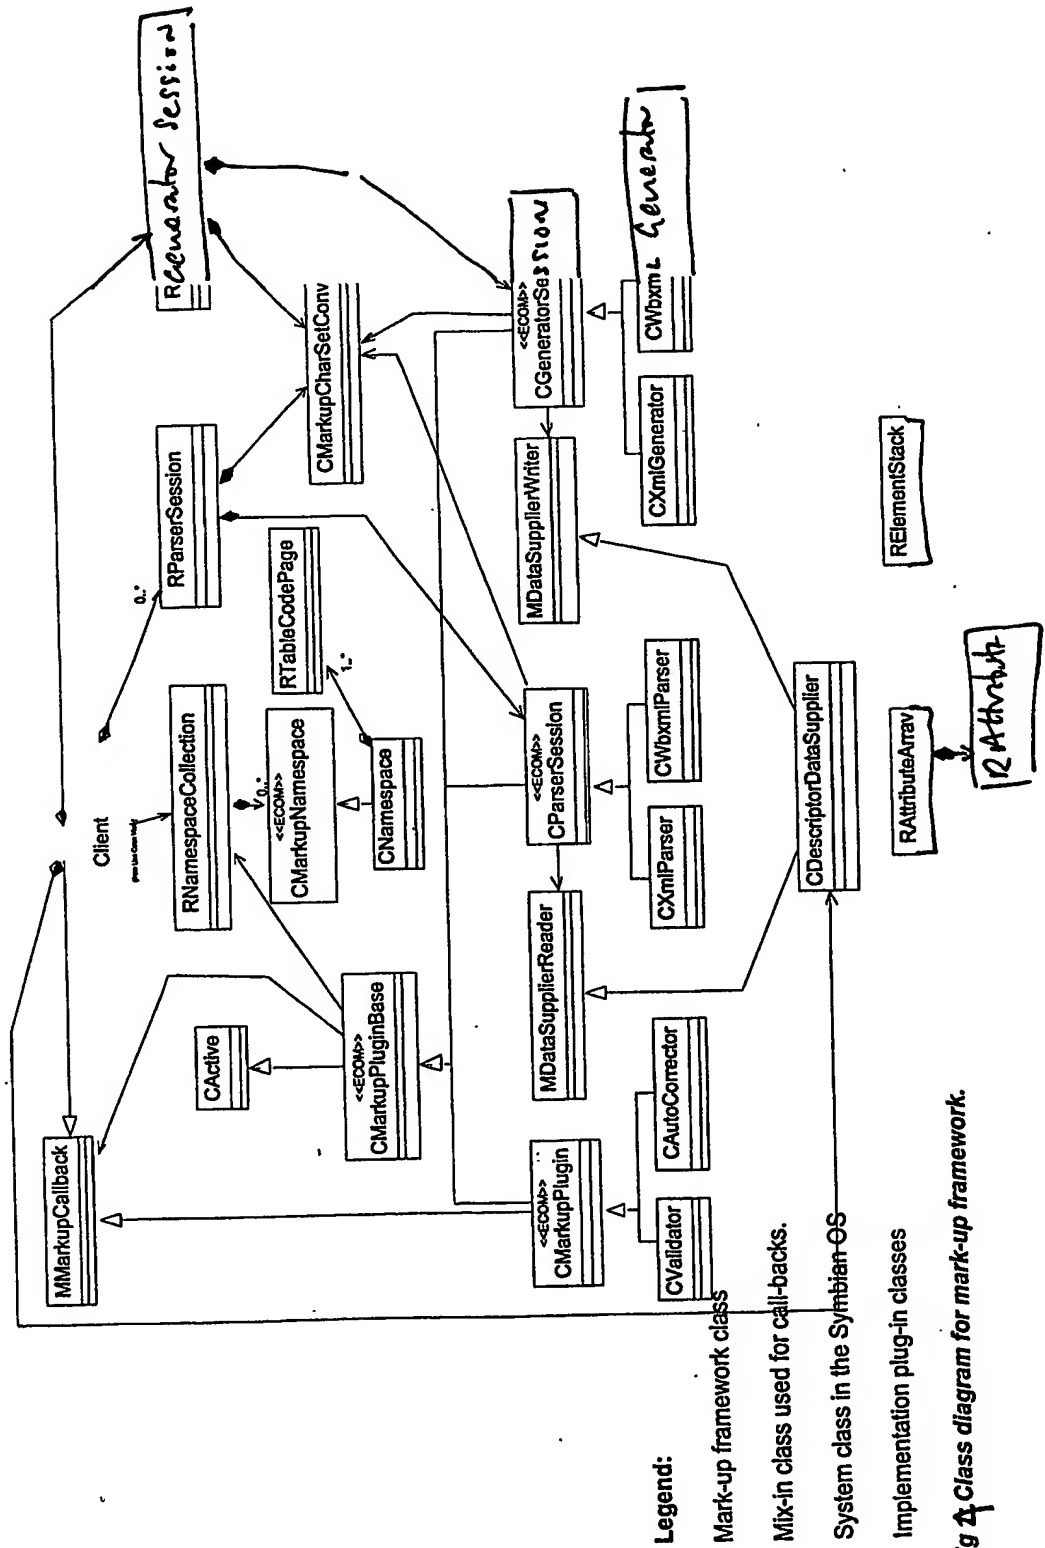 MMarkupCallback
Client
RGenerator Session
CActive
RNamespaceCollection
RParserSession
0..*
0..*
<<ECOM>>
CMarkupNamespace
RTableCodePage
1..*
CMarkupCharSetConv
<<ECOM>>
CMarkupPluginBase
CNamespace
<<ECOM>>
CMarkupPlugin
MDataSupplierReader
<<ECOM>>
CParserSession
MDataSupplierWriter
<<ECOM>>
CGeneratorSeSSION
CValidator
CAutoCorrector
CXmlParser
CWbxmlParser
CXmlGenerator
CWbxmL Generator
CDescriptorDataSupplier
RAttributeArray
RElementStack
RAttribute
Legend:
Mark-up framework class
Mix-in class used for call-backs.
System class in the Symbian OS
Implementation plug-in classes
g Class diagram for mark-up framework.